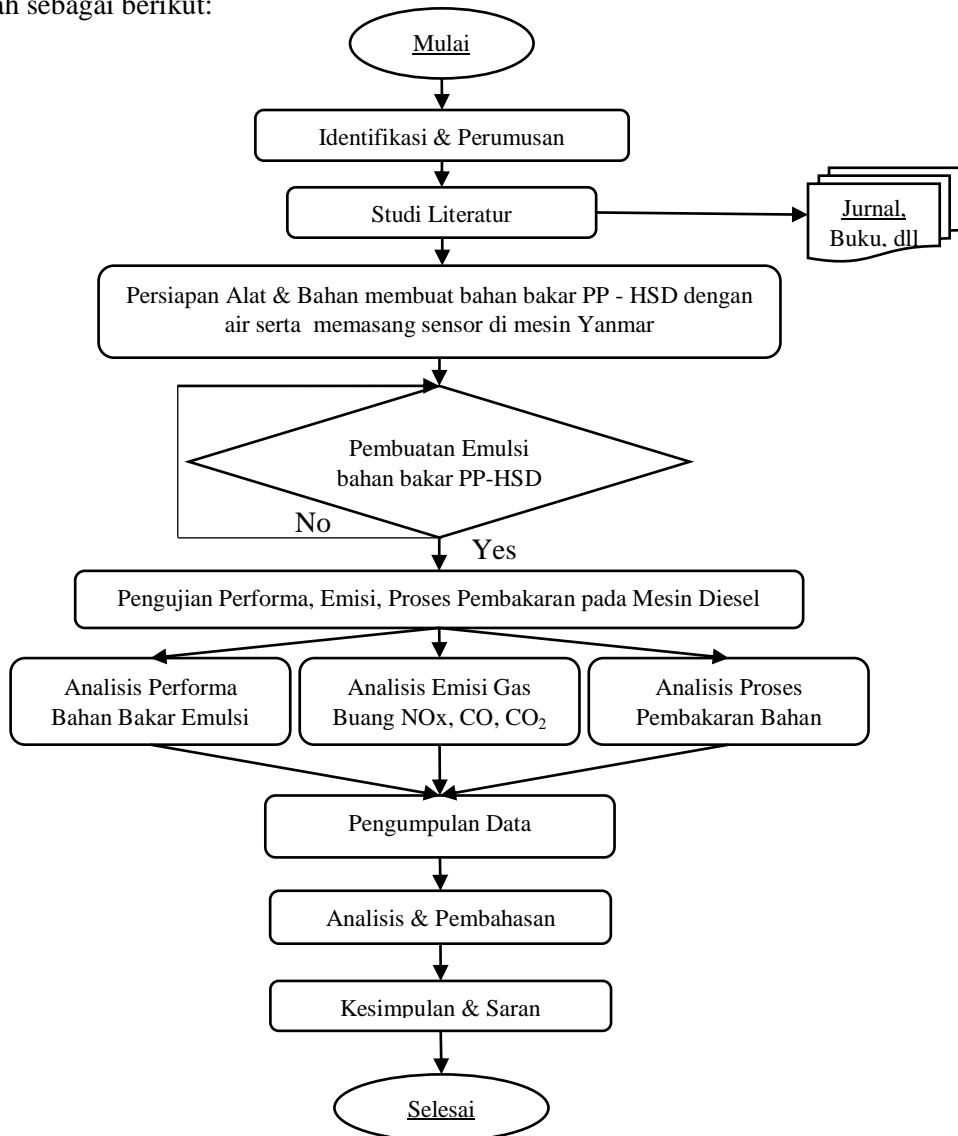 sebagai berikut:
Mulai
Identifikasi & Perumusan
Studi Literatur
Jurnal,
Buku, dll
Persiapan Alat & Bahan membuat bahan bakar PP - HSD dengan
air serta memasang sensor di mesin Yanmar
Pembuatan Emulsi
bahan bakar PP-HSD
No
Yes
Pengujian Performa, Emisi, Proses Pembakaran pada Mesin Diesel
Analisis Performa
Bahan Bakar Emulsi
Analisis Emisi Gas
Buang NOx, CO, CO₂
Analisis Proses
Pembakaran Bahan
Pengumpulan Data
Analisis & Pembahasan
Kesimpulan & Saran
Selesai